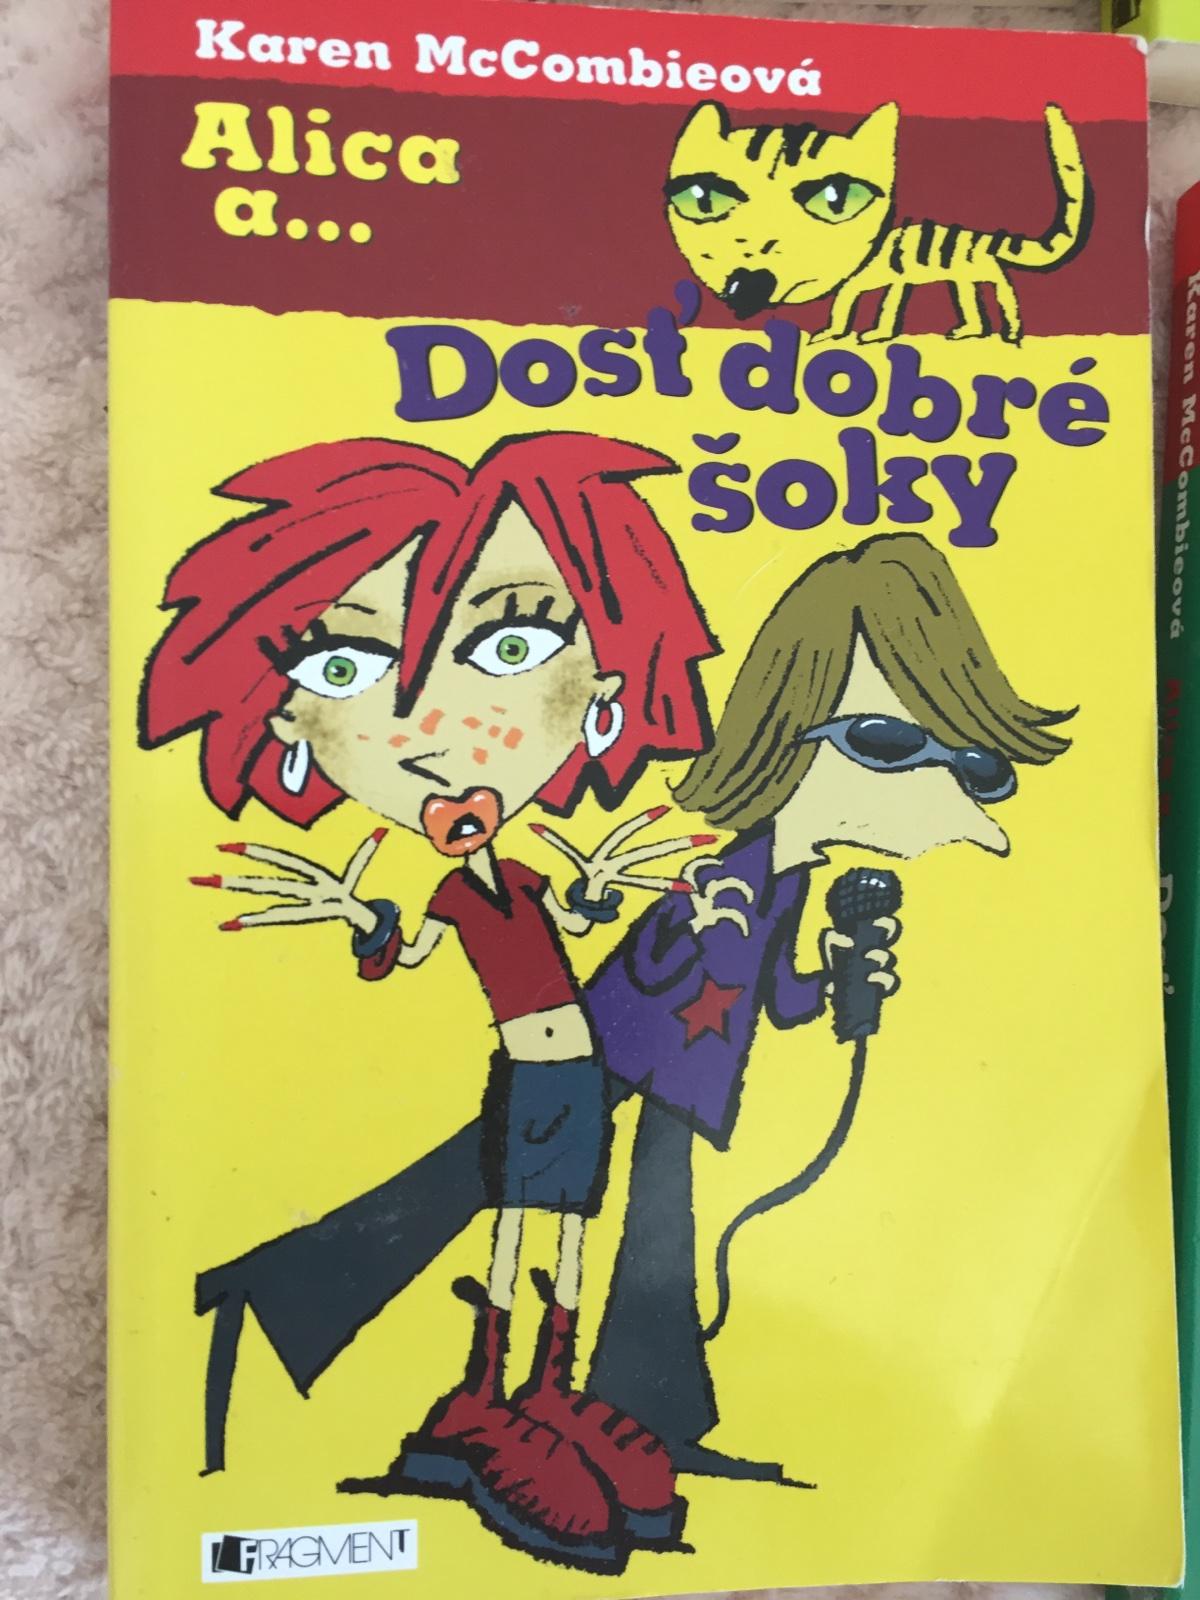 Karen McCombieová
Alica
a...
Dosť dobré
šoky
FRAGMENT
Karen McCombieová